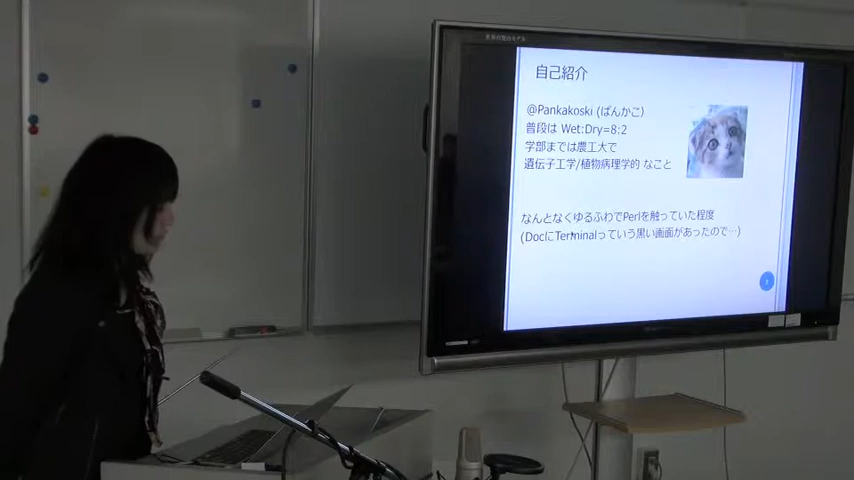 自己紹介
@Pankakoski (ぱんかこ)
普段は Wet:Dry=8:2
学部までは農工大で
遺伝子工学/植物病理学的 なこと
なんとなくゆるふわでPerlを触っていた程度
(DocにTerminalっていう黒い画面があったので…)